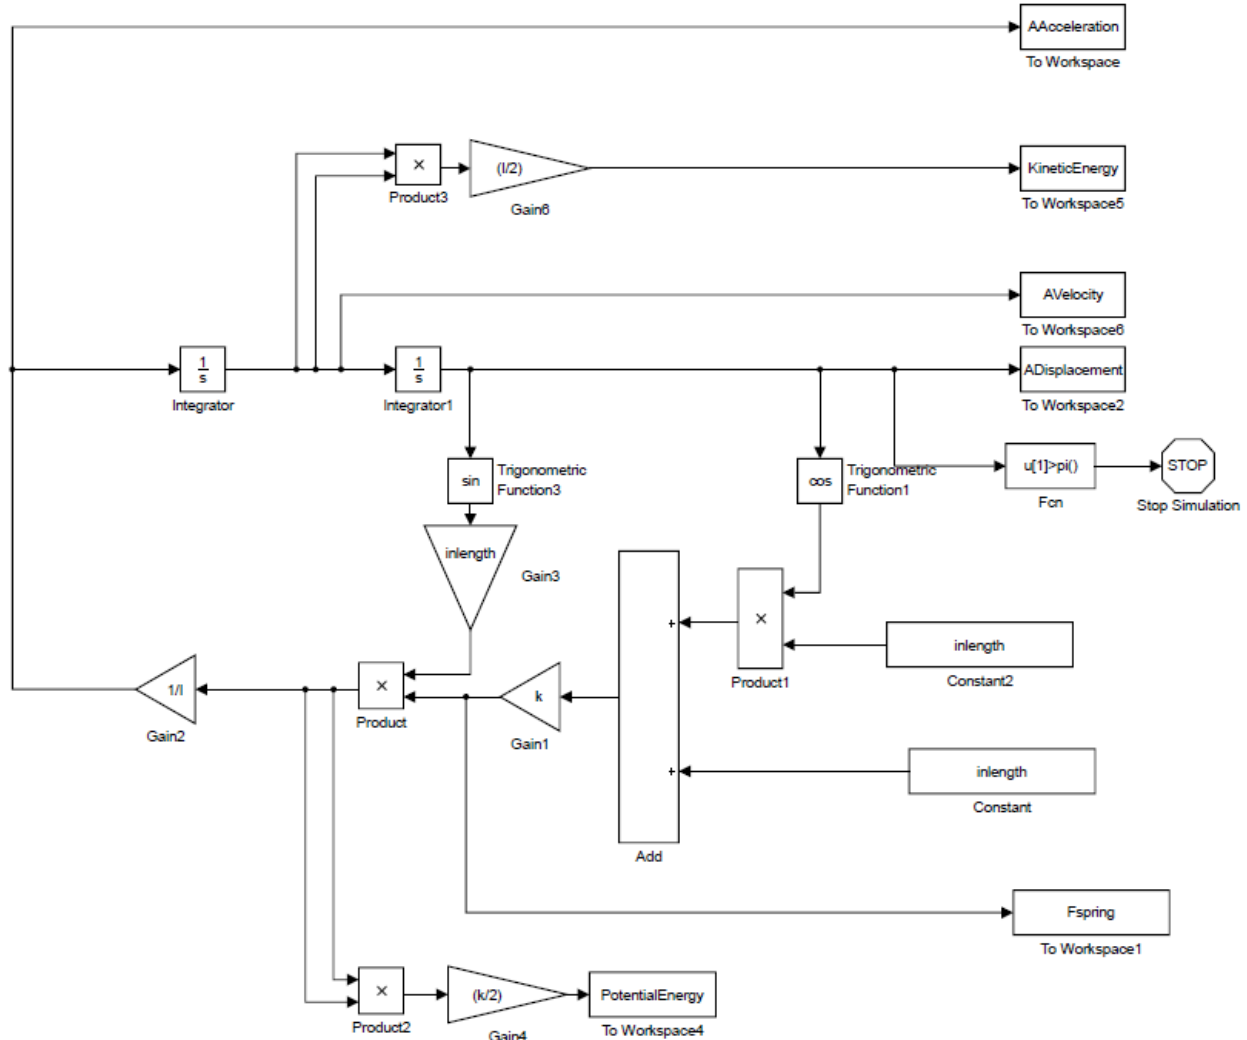 AAcceleration
To Workspace
×
Product3
(I/2)
Gain6
KineticEnergy
To Workspace5
AVelocity
To Workspace6
1
s
Integrator
1
s
Integrator1
ADisplacement
To Workspace2
sin
Trigonometric
Function3
cos
Trigonometric
Function1
u[1]>pi()
Fcn
STOP
Stop Simulation
inlength
Gain3
+
×
Product1
inlength
Constant2
1/I
Gain2
×
Product
k
Gain1
+
Add
inlength
Constant
Fspring
To Workspace1
×
Product2
(k/2)
Gain4
PotentialEnergy
To Workspace4